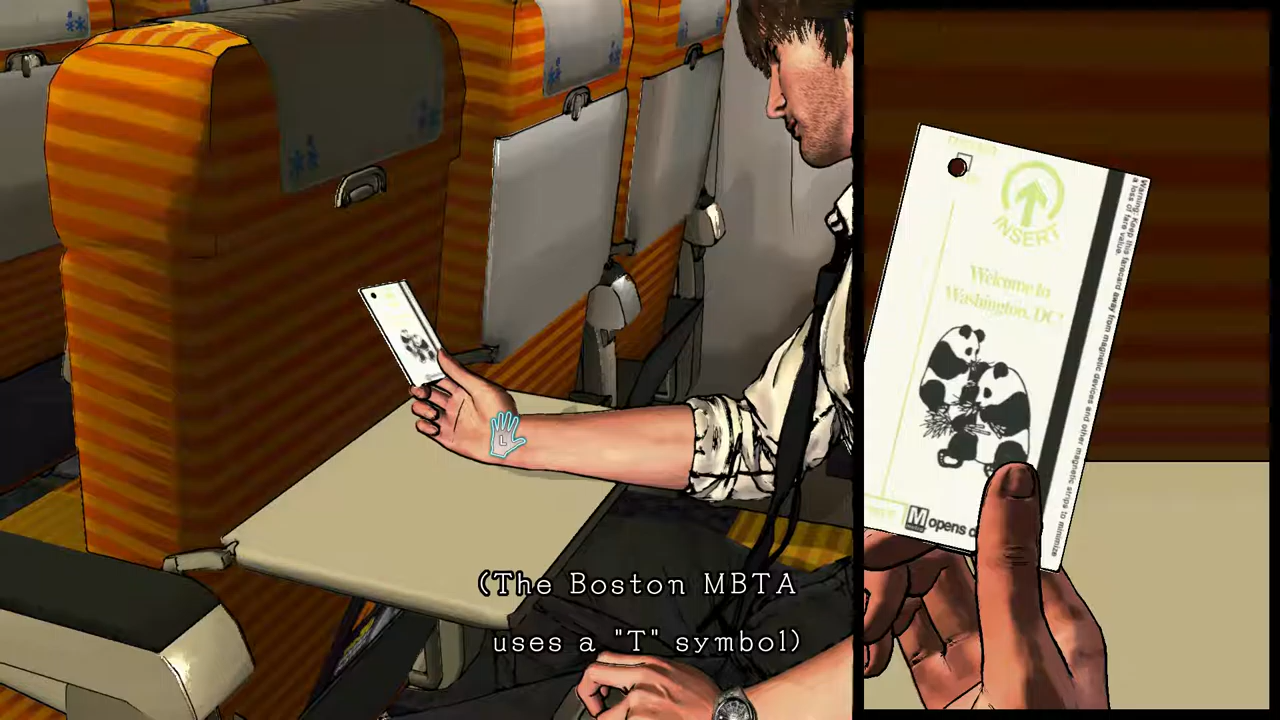 INSERT
Welcome to
Washington, DC
M opens d
Warning: Keep this farecard away from magnetic devices and other magnetic strips to minimize
a loss of fare value.
L
(The Boston MBTA
uses a "T" symbol)